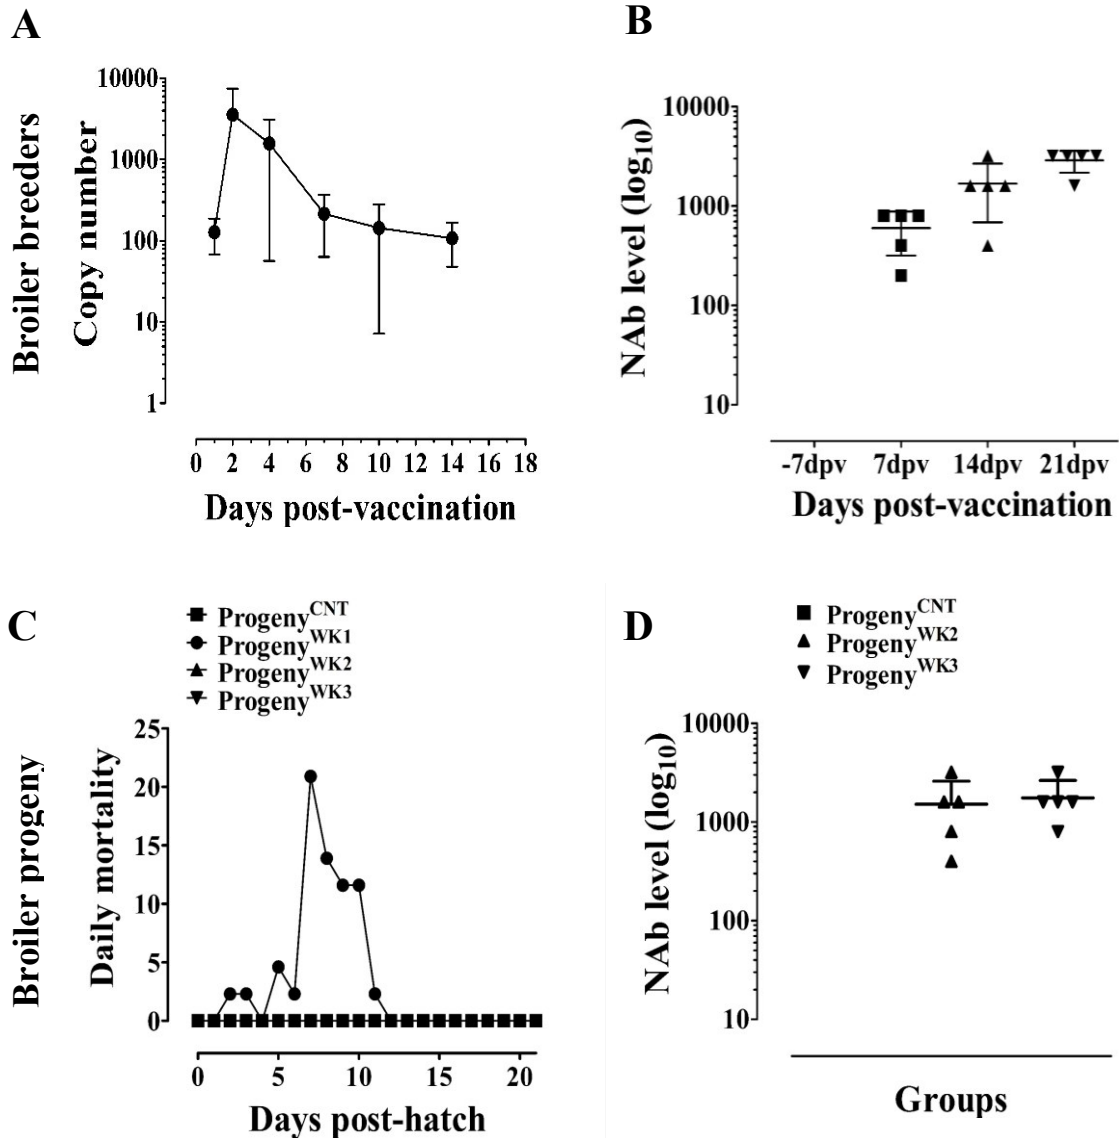 A
Broiler breeders
Copy number
10000
1000
100
10
1
0 2 4 6 8 10 12 14 16 18
Days post-vaccination
B
NAb level (log10)
10000
1000
100
10
-7dpv 7dpv 14dpv 21dpv
Days post-vaccination
C
ProgenyCNT
ProgenyWK1
ProgenyWK2
ProgenyWK3
Broiler progeny
Daily mortality
25
20
15
10
5
0
0 5 10 15 20
Days post-hatch
D
ProgenyCNT
ProgenyWK2
ProgenyWK3
NAb level (log10)
10000
1000
100
10
Groups